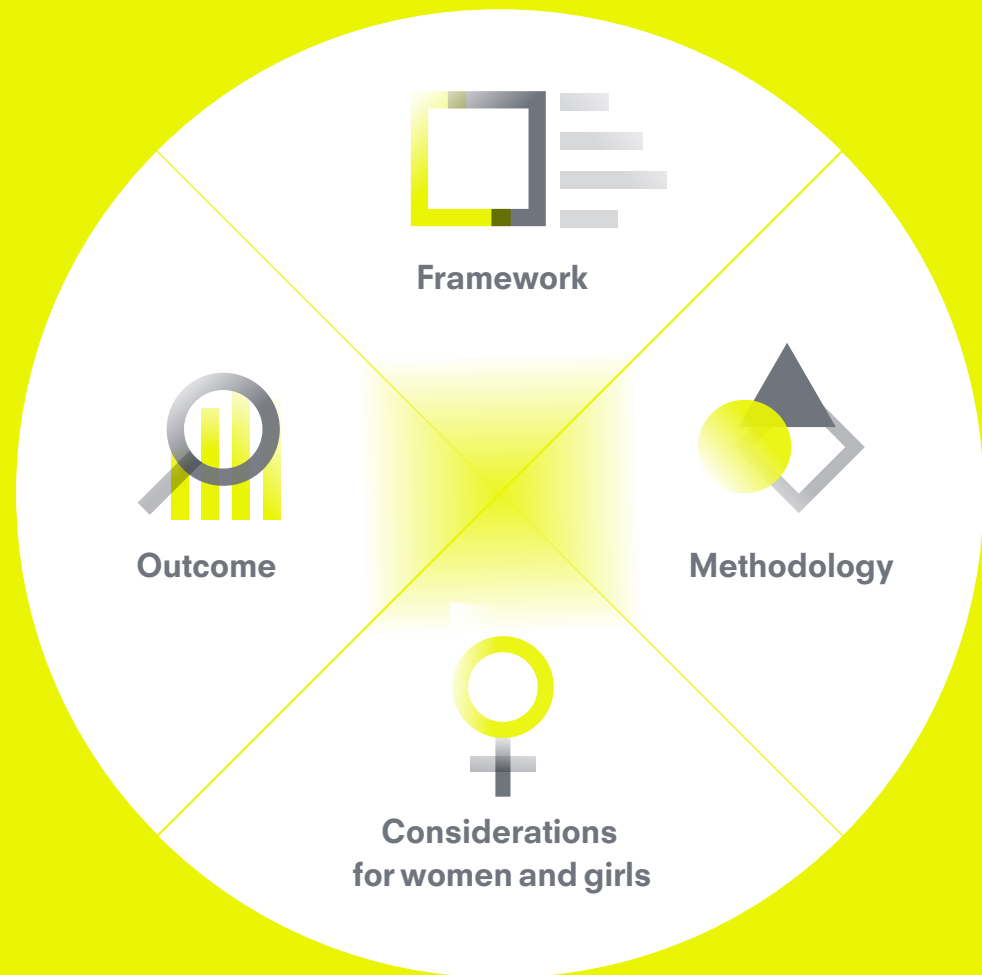 Framework
Outcome
Methodology
Considerations
for women and girls